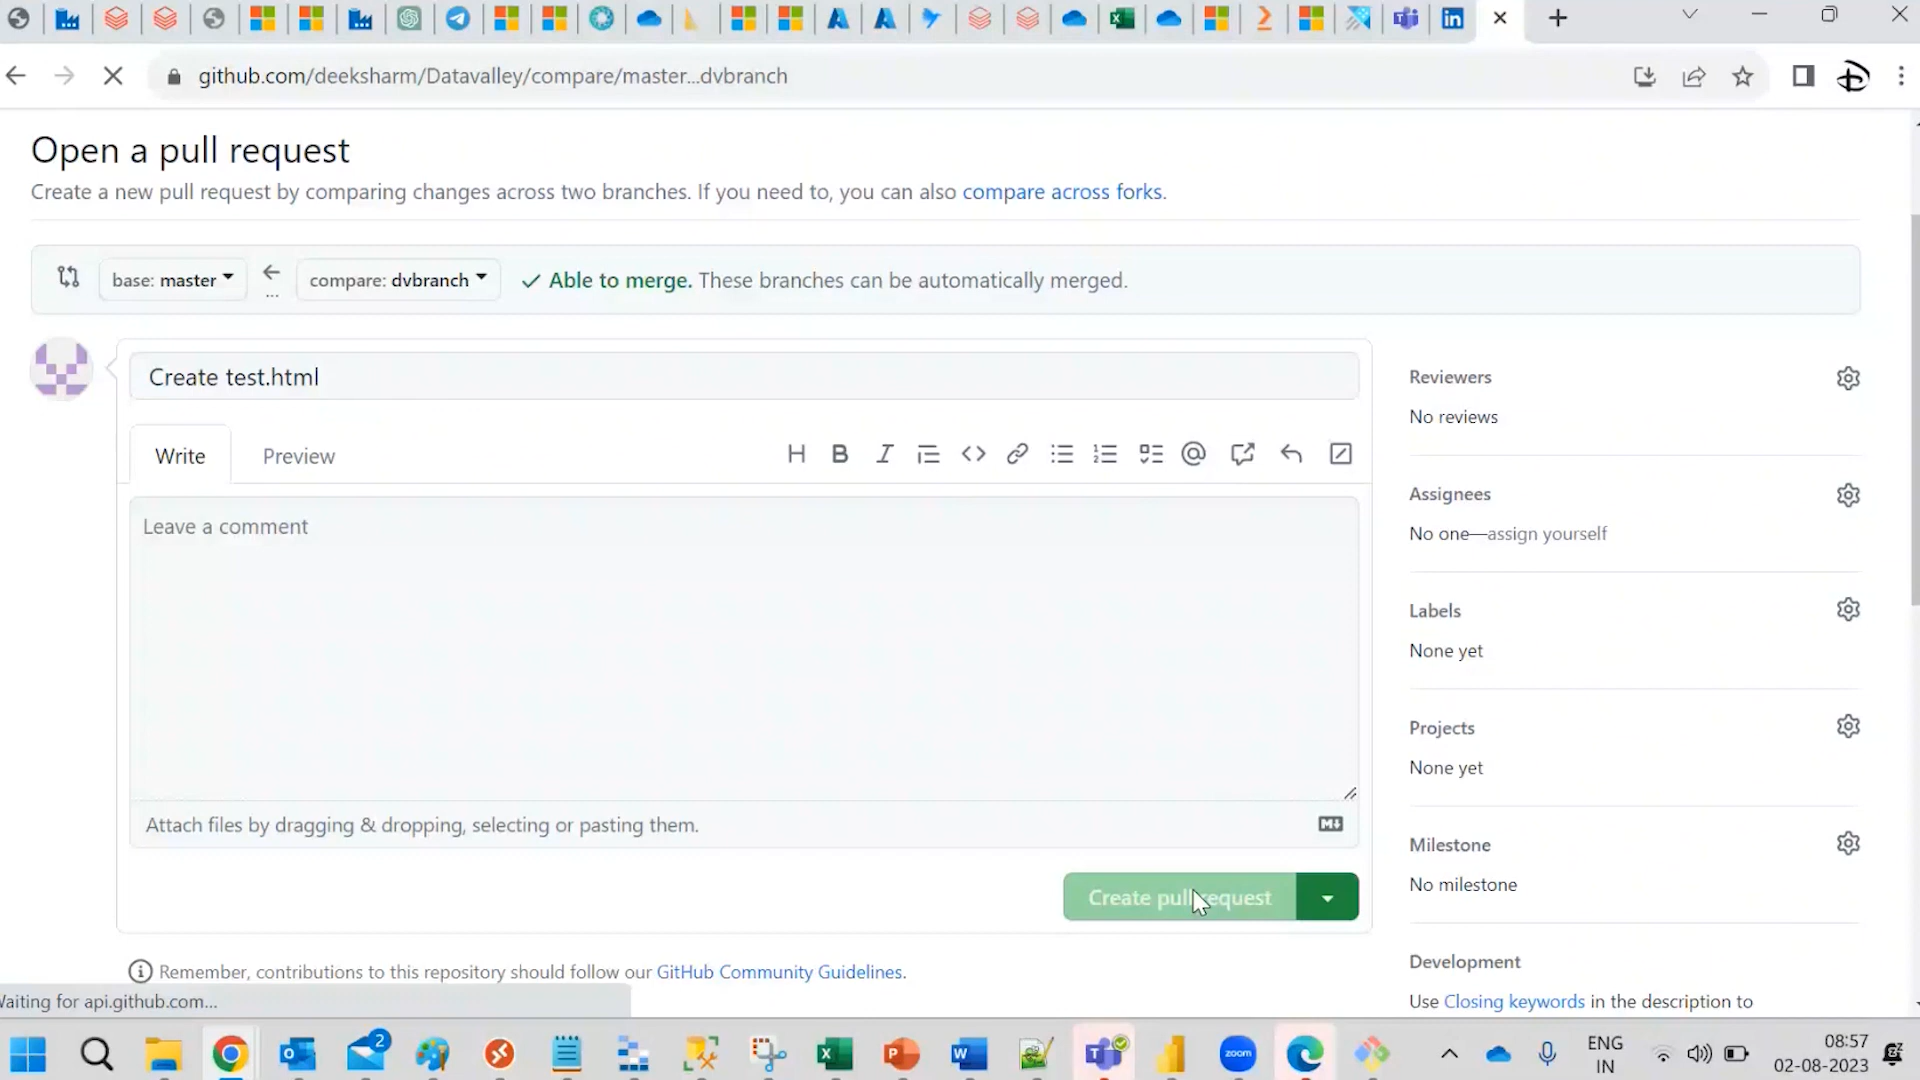 github.com/deeksharm/Datavalley/compare/master...dvbranch
Open a pull request
Create a new pull request by comparing changes across two branches. If you need to, you can also compare across forks.
base: master
...
compare: dvbranch
Able to merge. These branches can be automatically merged.
Create test.html
Write
Preview
Leave a comment
Attach files by dragging & dropping, selecting or pasting them.
Create pull request
Remember, contributions to this repository should follow our GitHub Community Guidelines.
Reviewers
No reviews
Assignees
No one—assign yourself
Labels
None yet
Projects
None yet
Milestone
No milestone
Development
Use Closing keywords in the description to
Waiting for api.github.com...
2
zoom
ENG
IN
08:57
02-08-2023